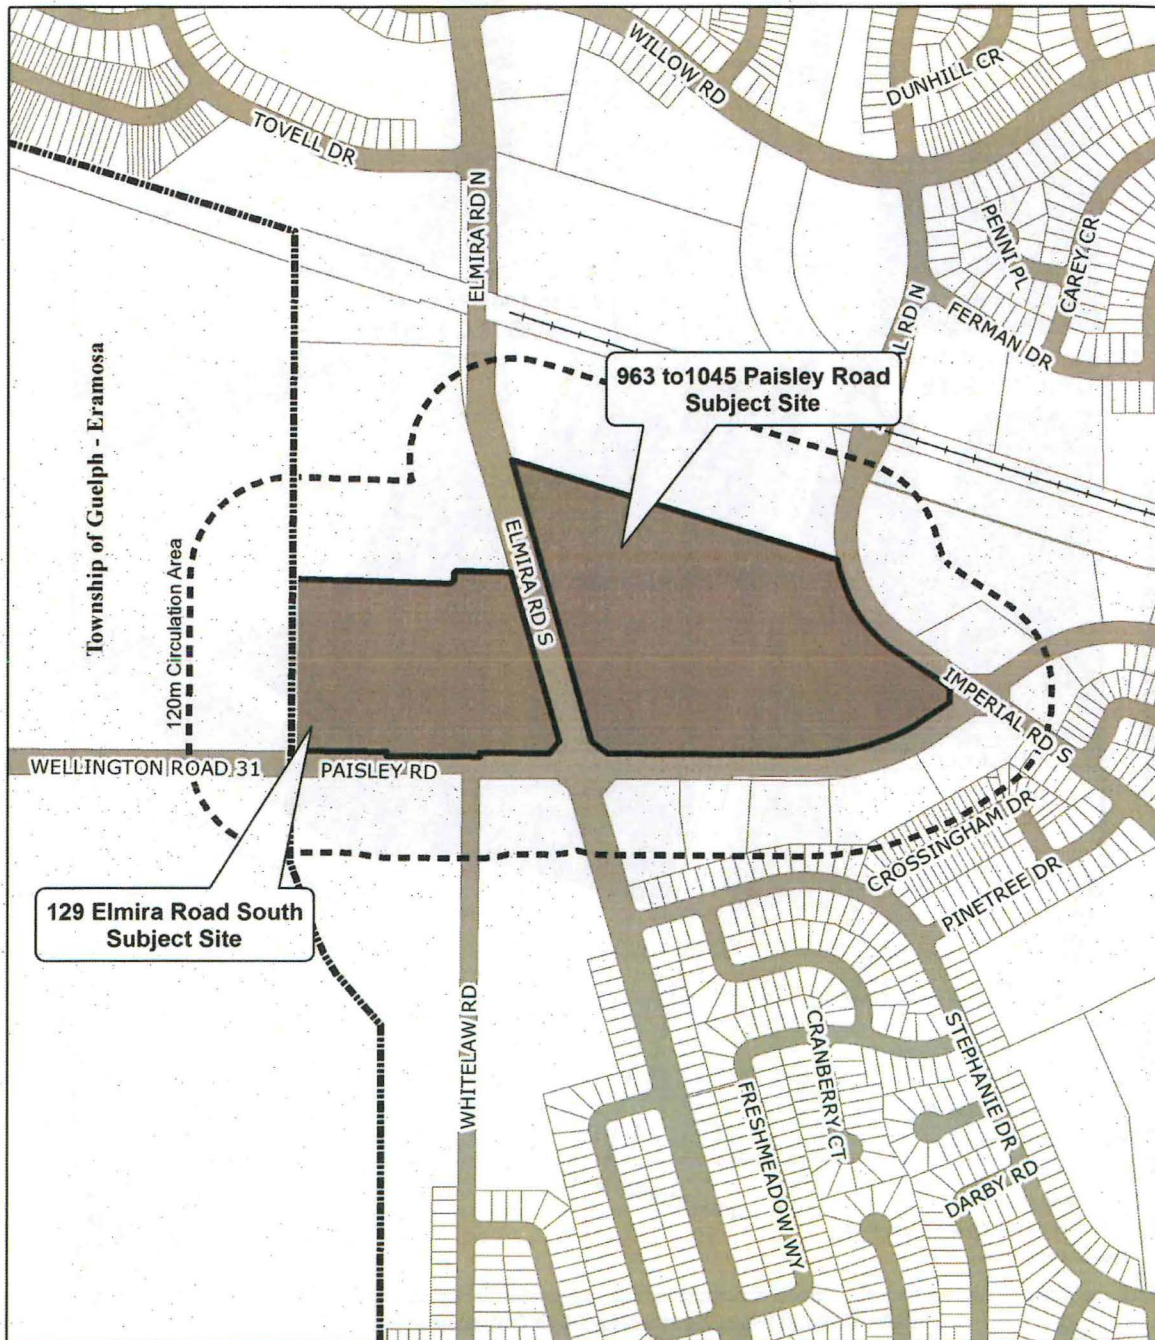 WILLOW RD
DUNHILL CR
TOVELL DR
ELMIRA RD N
PENNI PL
CAREY CR
AL RD N
FERMAN DR
963 to1045 Paisley Road
Subject Site
Township of Guelph - Eramosa
120m Circulation Area
ELMIRA RD S
IMPERIAL RD S
WELLINGTON ROAD 31
PAISLEY RD
CROSSINGHAM DR
PINETREE DR
129 Elmira Road South
Subject Site
WHITELAW RD
CRANBERRY CT
STEPHANIE DR
FRESHMEADOW WY
DARBY RD